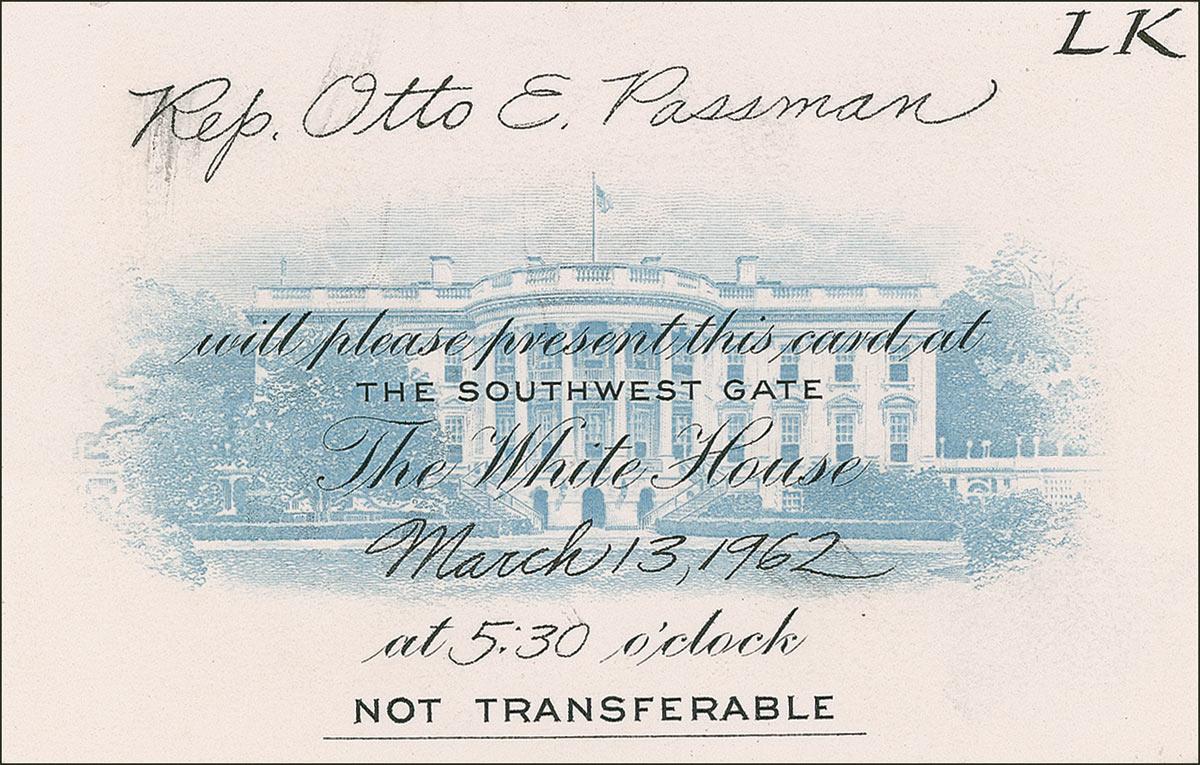 LK
Rep. Otto E. Passman
will please present this card at
THE SOUTHWEST GATE
The White House
March 13, 1962
at 5:30 o'clock
NOT TRANSFERABLE